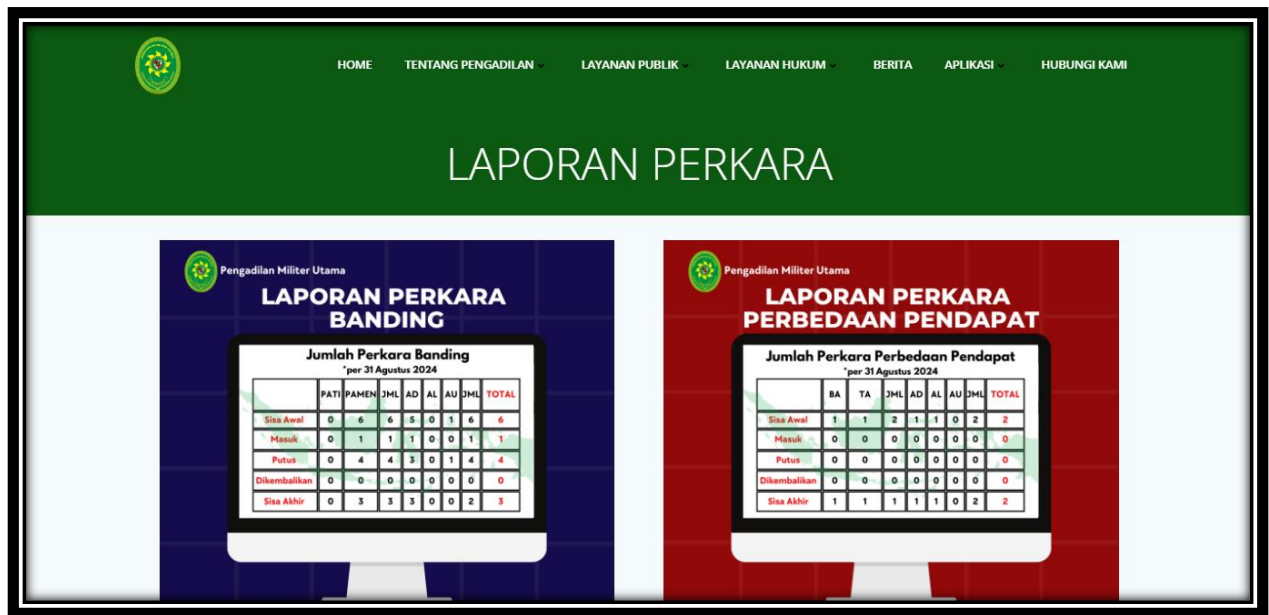 HOME TENTANG PENGADILAN LAYANAN PUBLIK LAYANAN HUKUM BERITA APLIKASI HUBUNGI KAMI
LAPORAN PERKARA
Pengadilan Militer Utama
LAPORAN PERKARA
BANDING
Jumlah Perkara Banding
*per 31 Agustus 2024
PATI PAMEN JML AD AL AU JML TOTAL
Sisa Awal 0 6 6 5 0 1 6 6
Masuk 0 1 1 1 0 0 1 1
Putus 0 4 4 3 0 1 4 4
Dikembalikan 0 0 0 0 0 0 0 0
Sisa Akhir 0 3 3 3 0 0 2 3
Pengadilan Militer Utama
LAPORAN PERKARA
PERBEDAAN PENDAPAT
Jumlah Perkara Perbedaan Pendapat
*per 31 Agustus 2024
BA TA JML AD AL AU JML TOTAL
Sisa Awal 1 1 2 1 1 0 2 2
Masuk 0 0 0 0 0 0 0 0
Putus 0 0 0 0 0 0 0 0
Dikembalikan 0 0 0 0 0 0 0 0
Sisa Akhir 1 1 1 1 1 0 2 2